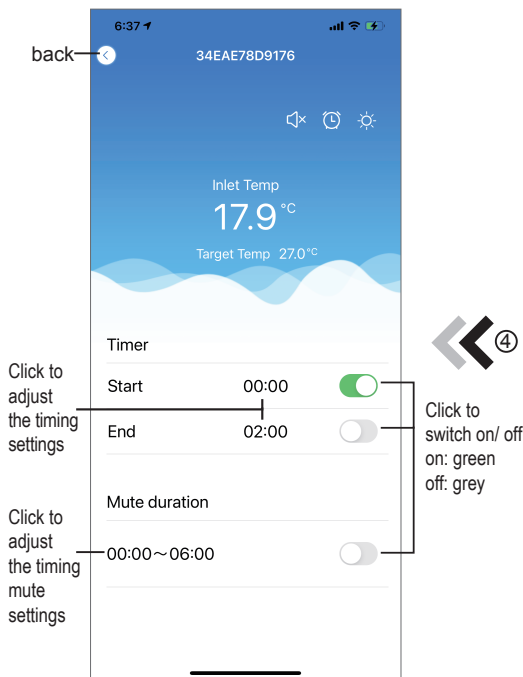 6:37
back
34EAE78D9176
Inlet Temp
17.9 °C
Target Temp 27.0°C
④
Timer
Start 00:00
End 02:00
Click to
adjust
the timing
settings
Click to
switch on/ off
on: green
off: grey
Mute duration
00:00～06:00
Click to
adjust
the timing
mute
settings